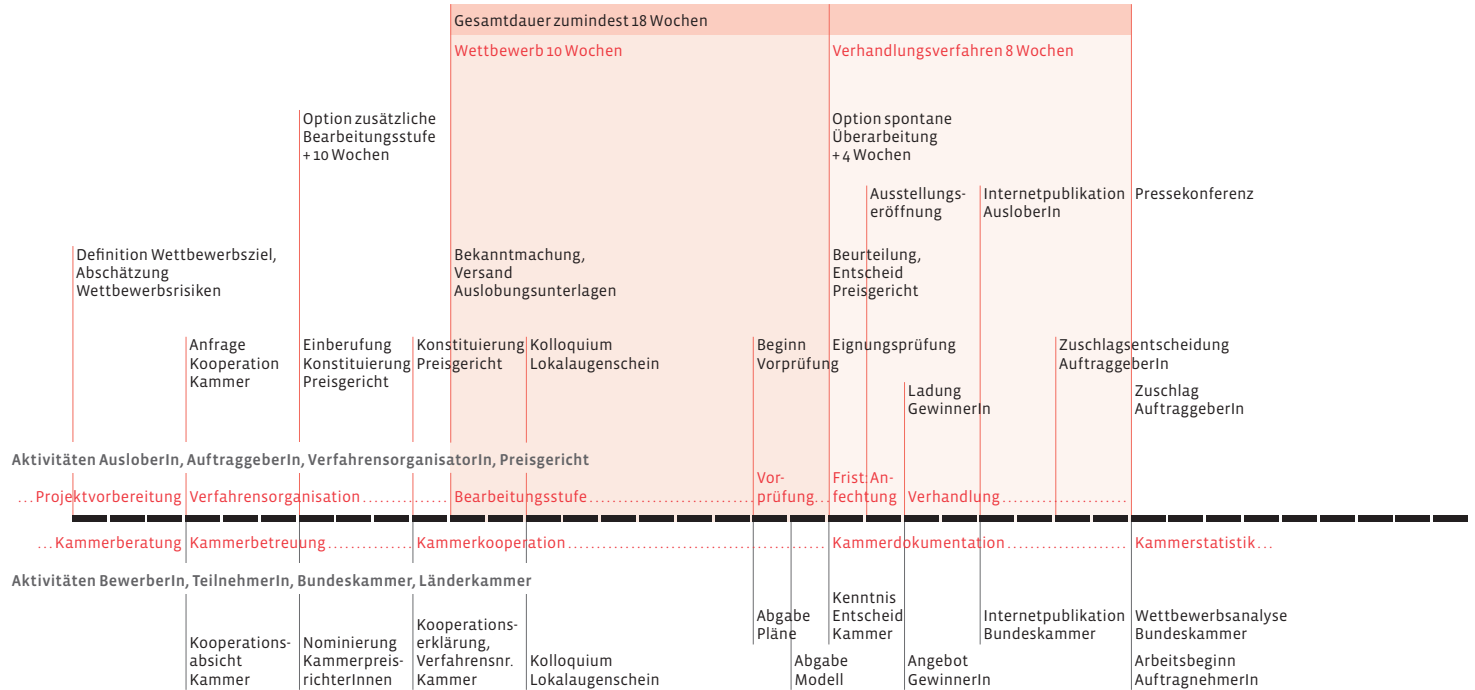 Gesamtdauer zumindest 18 Wochen
Wettbewerb 10 Wochen
Verhandlungsverfahren 8 Wochen
Option zusätzliche
Bearbeitungsstufe
+ 10 Wochen
Option spontane
Überarbeitung
+ 4 Wochen
Ausstellungs-
eröffnung
Internetpublikation
AusloberIn
Pressekonferenz
Definition Wettbewerbsziel,
Abschätzung
Wettbewerbsrisiken
Bekanntmachung,
Versand
Auslobungsunterlagen
Beurteilung,
Entscheid
Preisgericht
Anfrage
Kooperation
Kammer
Einberufung
Konstituierung
Preisgericht
Konstituierung
Preisgericht
Kolloquium
Lokalaugenschein
Beginn
Vorprüfung
Eignungsprüfung
Ladung
GewinnerIn
Zuschlagsentscheidung
AuftraggeberIn
Zuschlag
AuftraggeberIn
Aktivitäten AusloberIn, AuftraggeberIn, VerfahrensorganisatorIn, Preisgericht
...Projektvorbereitung
Verfahrensorganisation
Bearbeitungsstufe
Vor-
prüfung
Frist: An-
fechtung
Verhandlung
...Kammerberatung
Kammerbetreuung
Kammerkooperation
Kammerdokumentation
Kammerstatistik...
Aktivitäten BewerberIn, TeilnehmerIn, Bundeskammer, Länderkammer
Kooperations-
absicht
Kammer
Nominierung
Kammerpreis-
richterInnen
Kooperations-
erklärung,
Verfahrensnr.
Kammer
Kolloquium
Lokalaugenschein
Abgabe
Pläne
Abgabe
Modell
Kenntnis
Entscheid
Kammer
Angebot
GewinnerIn
Internetpublikation
Bundeskammer
Wettbewerbsanalyse
Bundeskammer
Arbeitsbeginn
AuftragnehmerIn